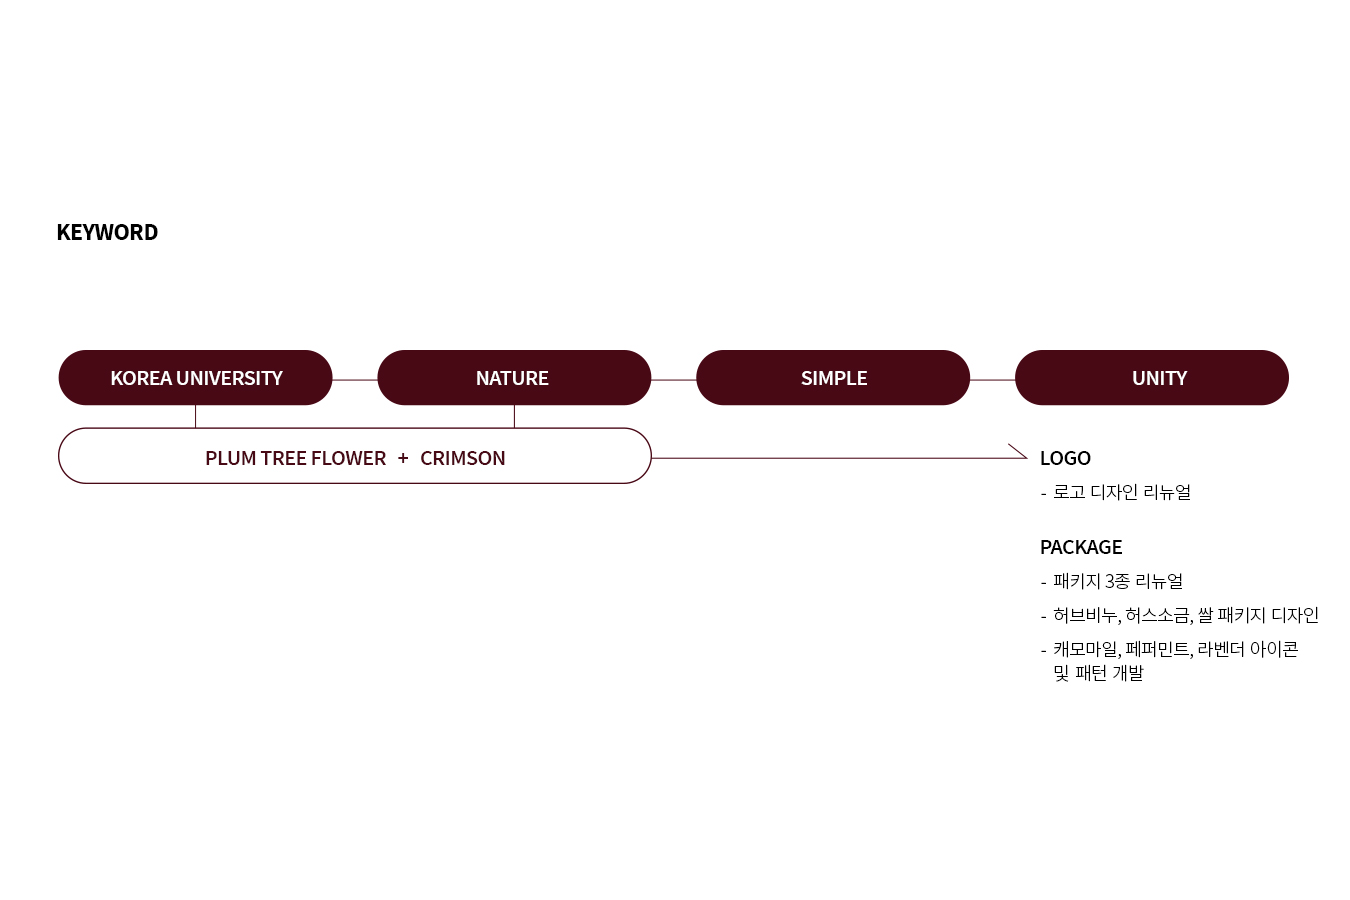 KEYWORD
KOREA UNIVERSITY
NATURE
SIMPLE
UNITY
PLUM TREE FLOWER + CRIMSON
LOGO
- 로고 디자인 리뉴얼
PACKAGE
- 패키지 3종 리뉴얼
- 허브비누, 허스소금, 쌀 패키지 디자인
- 캐모마일, 페퍼민트, 라벤더 아이콘
및 패턴 개발